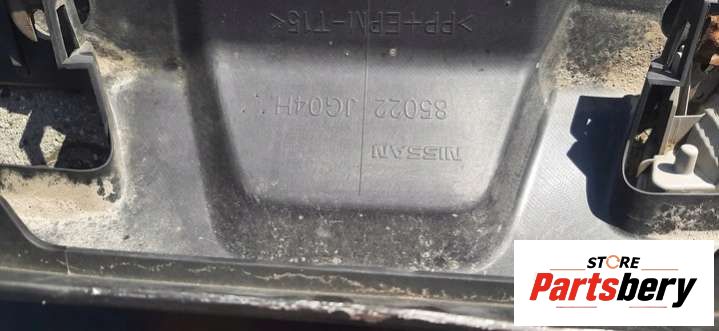 NISSAN
85022 JG04H
>PP+EPM-T15<
STORE
Partsbery